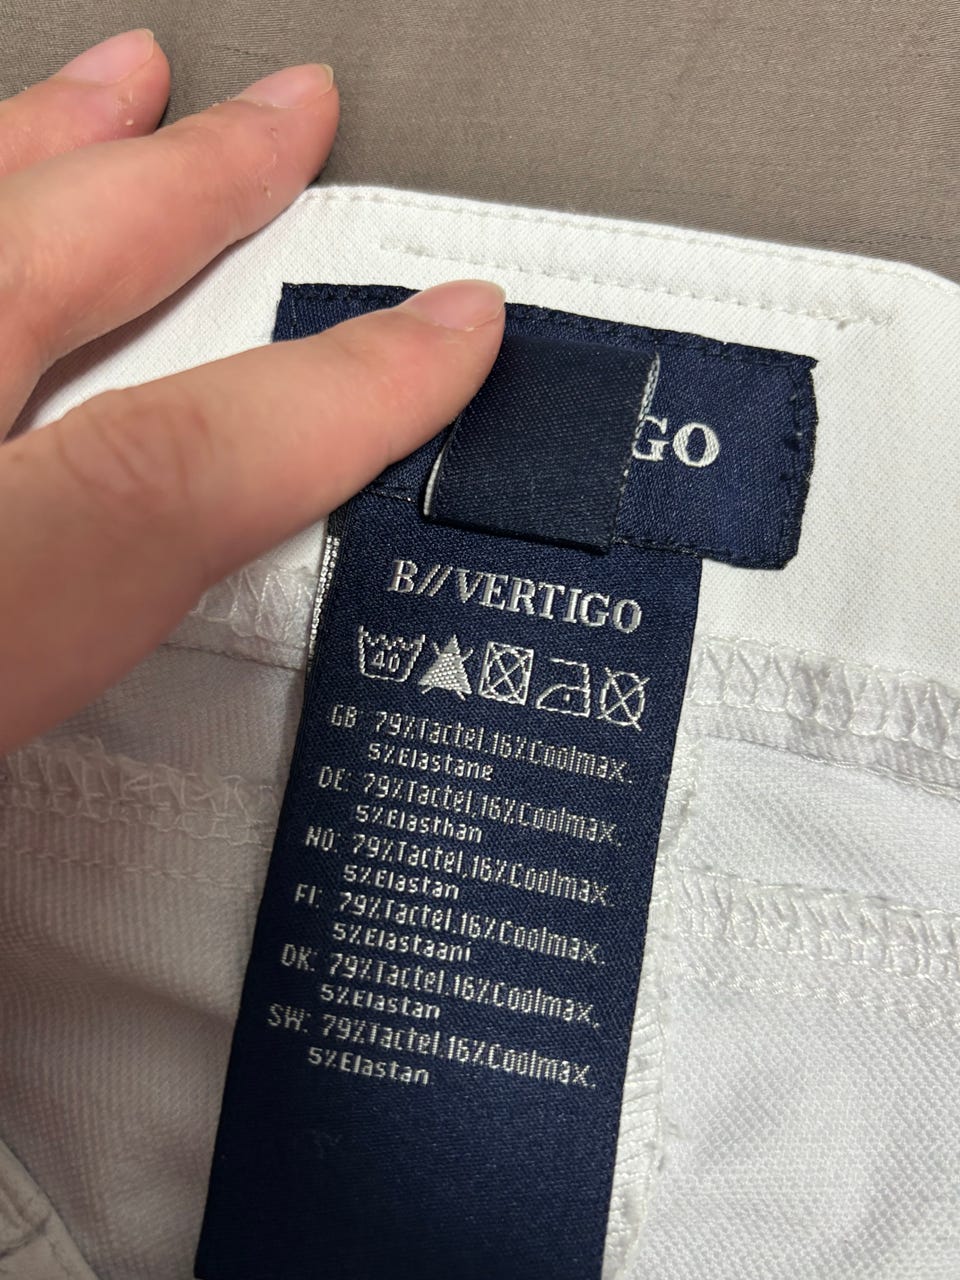 GO
B//VERTIGO
40
GB: 79%Tactel.16%Coolmax.
5%Elastane
DE: 79%Tactel.16%Coolmax.
5%Elasthan
NO: 79%Tactel.16%Coolmax.
5%Elastan
FI: 79%Tactel.16%Coolmax.
5%Elastaani
DK: 79%Tactel.16%Coolmax.
5%Elastan
SW: 79%Tactel.16%Coolmax.
5%Elastan